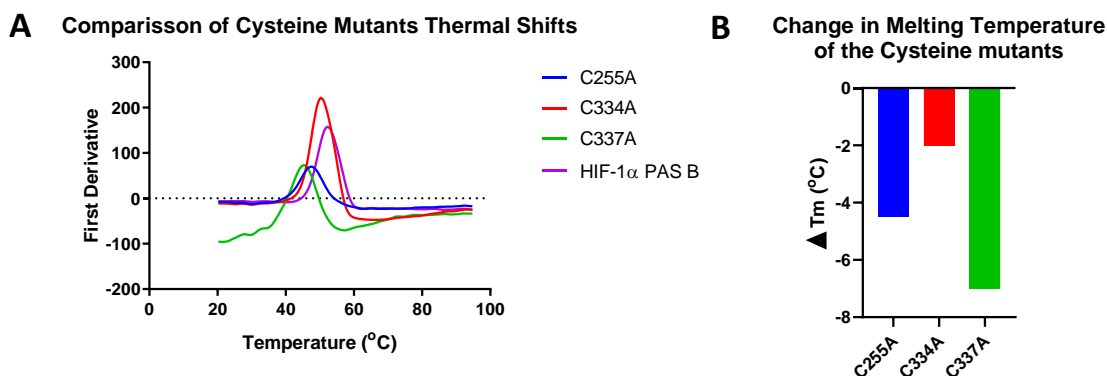 A
Comparisson of Cysteine Mutants Thermal Shifts
First Derivative
300
200
100
0
-100
-200
0
20
40
60
80
100
Temperature (°C)
C255A
C334A
C337A
HIF-1α PAS B
B
Change in Melting Temperature
of the Cysteine mutants
▲ Tm (°C)
0
-2
-4
-6
-8
C255A
C334A
C337A